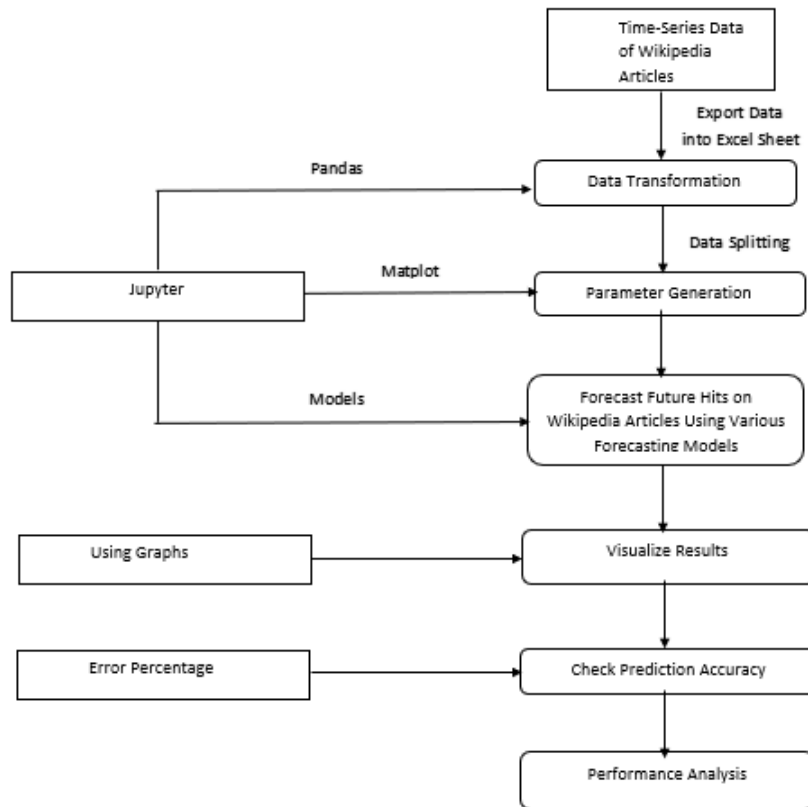 Time-Series Data
of Wikipedia
Articles
Export Data
into Excel Sheet
Pandas
Data Transformation
Data Splitting
Jupyter
Matplot
Parameter Generation
Models
Forecast Future Hits on
Wikipedia Articles Using Various
Forecasting Models
Using Graphs
Visualize Results
Error Percentage
Check Prediction Accuracy
Performance Analysis